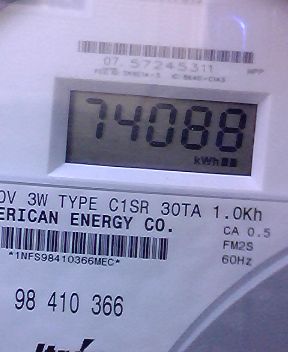 07 57245311
74088
kWh
0V 3W TYPE C1SR 30TA 1.0Kh
ERICAN ENERGY CO.
CA 0.5
FM2S
*1NFS98410366MEC*
60Hz
98 410 366